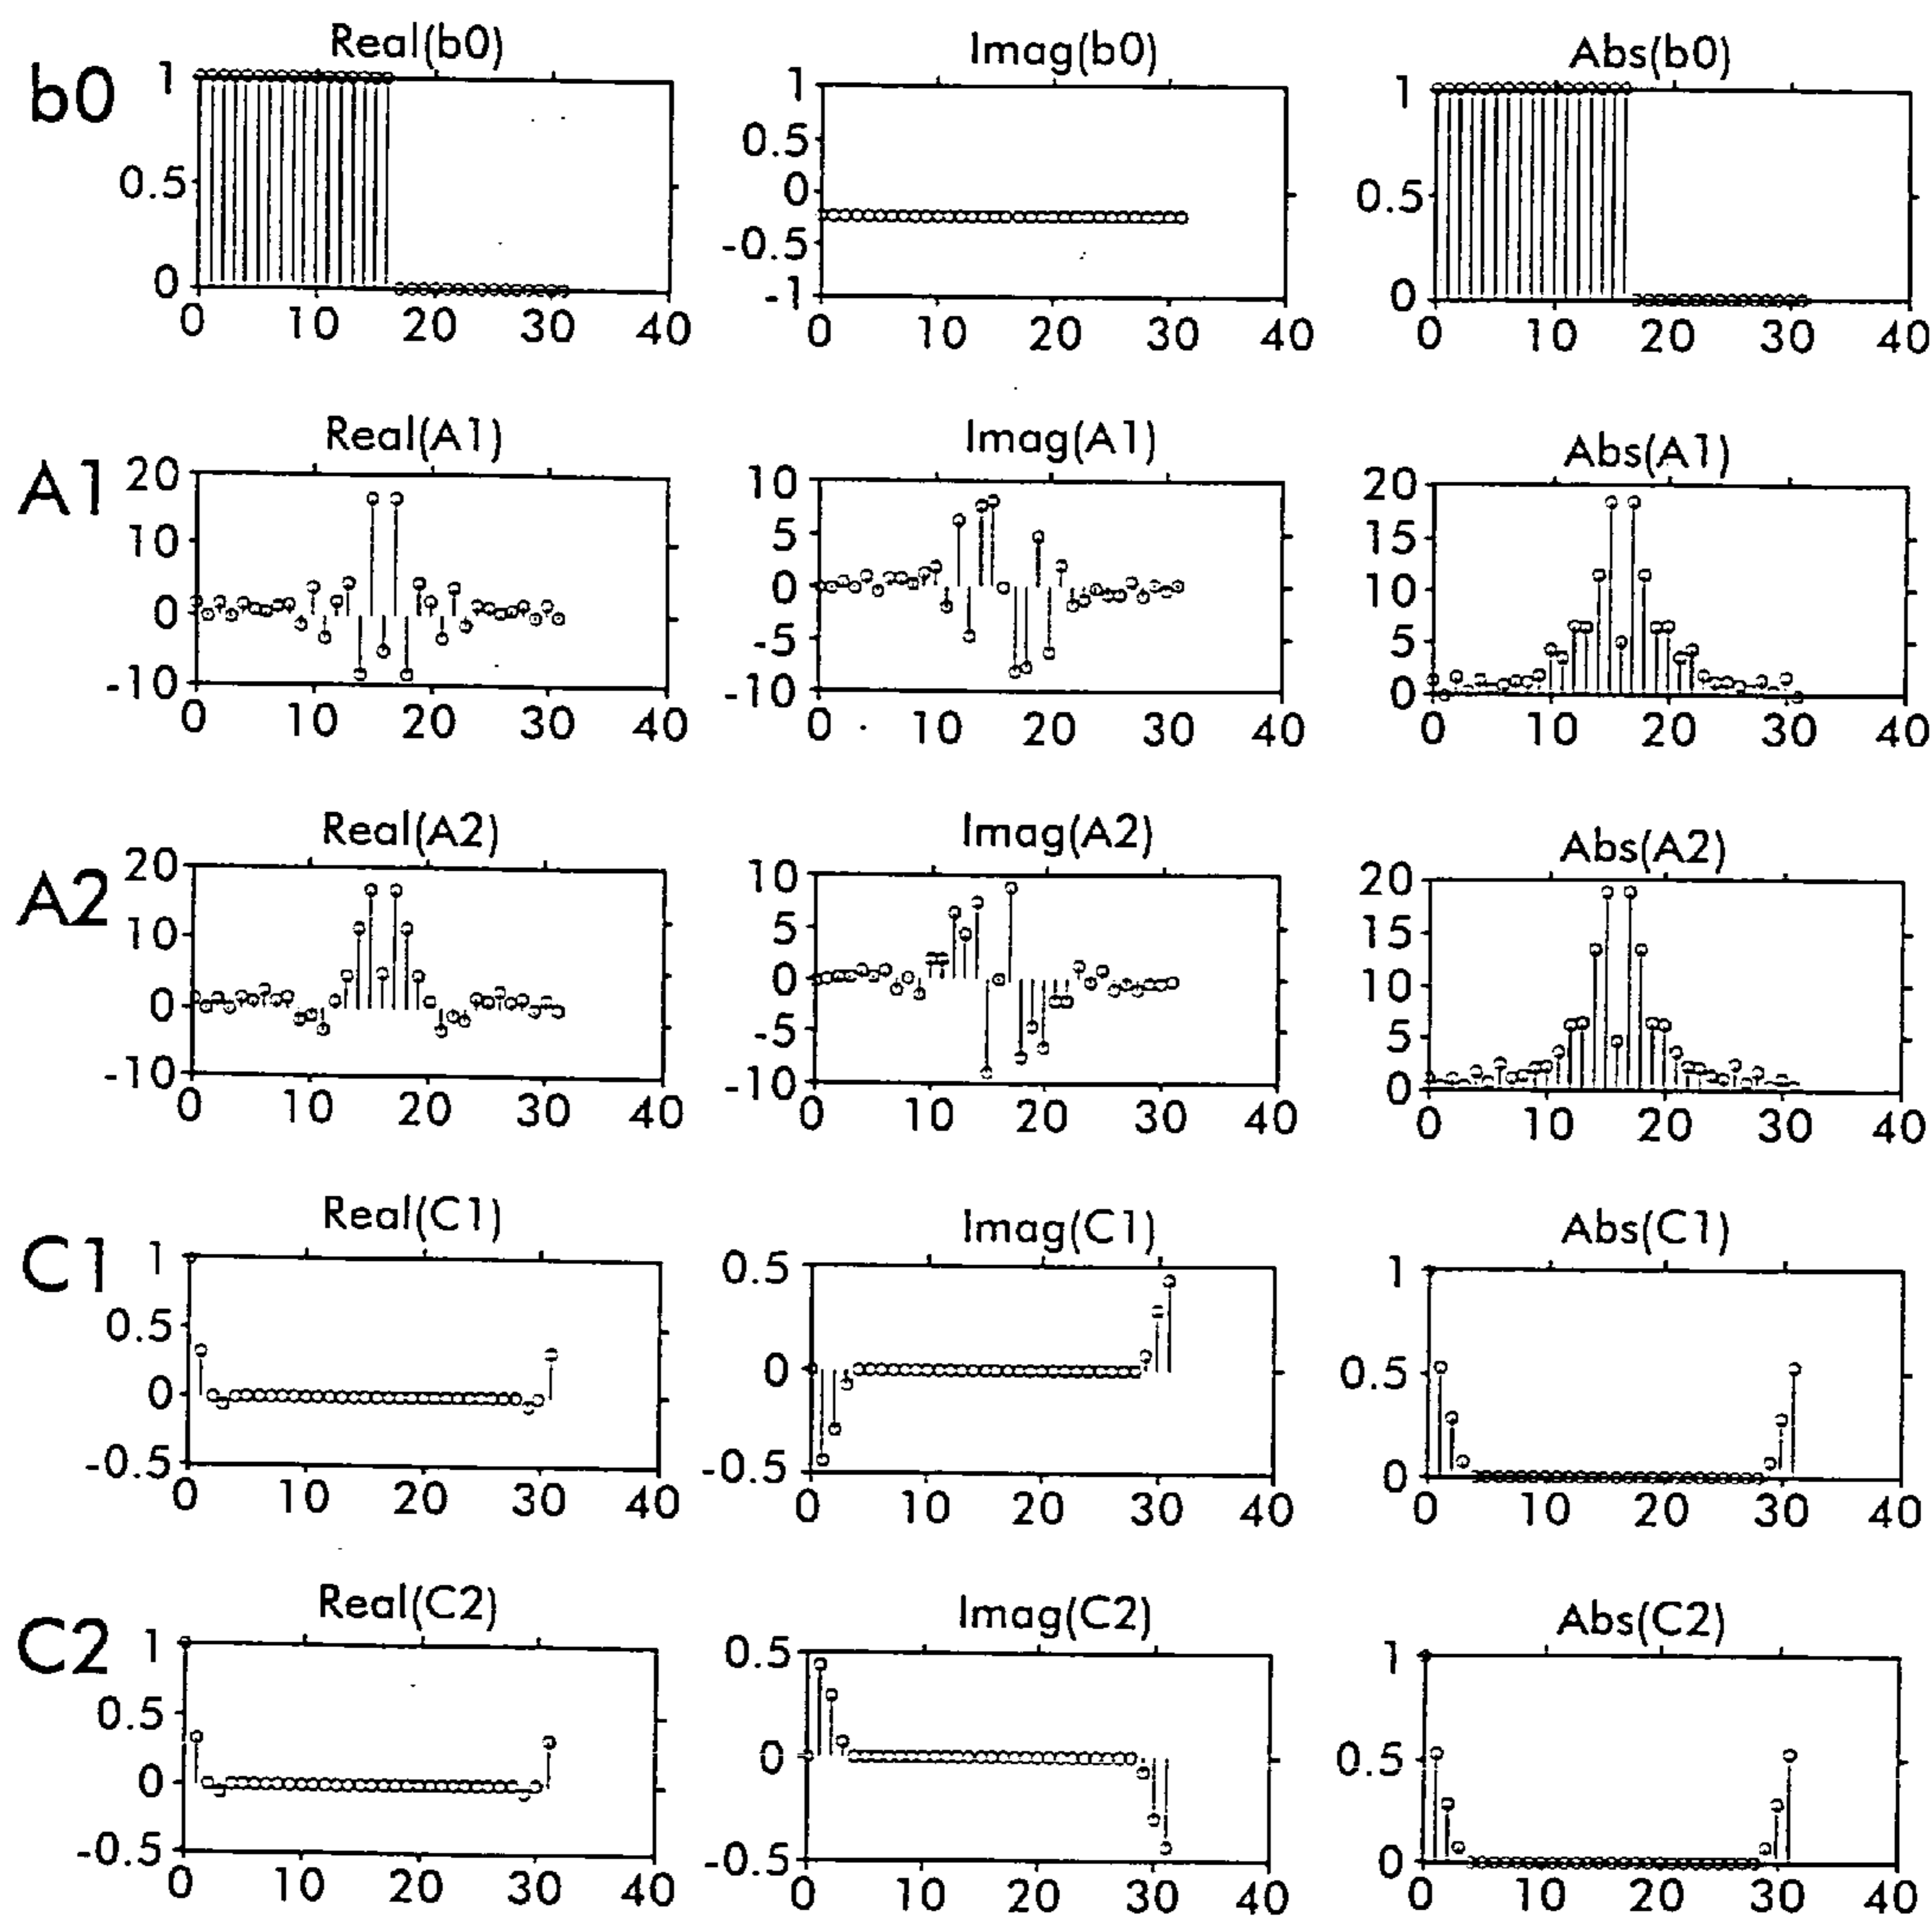 Real(b0) Imag(b0) Abs(b0)
b0
1 0.5 0
0 10 20 30 40
1 0.5 0 -0.5 -1
0 10 20 30 40
1 0.5 0
0 10 20 30 40
Real(A1) Imag(A1) Abs(A1)
A1
20 10 0 -10
0 10 20 30 40
10 5 0 -5 -10
0 10 20 30 40
20 15 10 5 0
0 10 20 30 40
Real(A2) Imag(A2) Abs(A2)
A2
20 10 0 -10
0 10 20 30 40
10 5 0 -5 -10
0 10 20 30 40
20 15 10 5 0
0 10 20 30 40
Real(C1) Imag(C1) Abs(C1)
C1
1 0.5 0 -0.5
0 10 20 30 40
0.5 0 -0.5
0 10 20 30 40
1 0.5 0
0 10 20 30 40
Real(C2) Imag(C2) Abs(C2)
C2
1 0.5 0 -0.5
0 10 20 30 40
0.5 0 -0.5
0 10 20 30 40
1 0.5 0
0 10 20 30 40